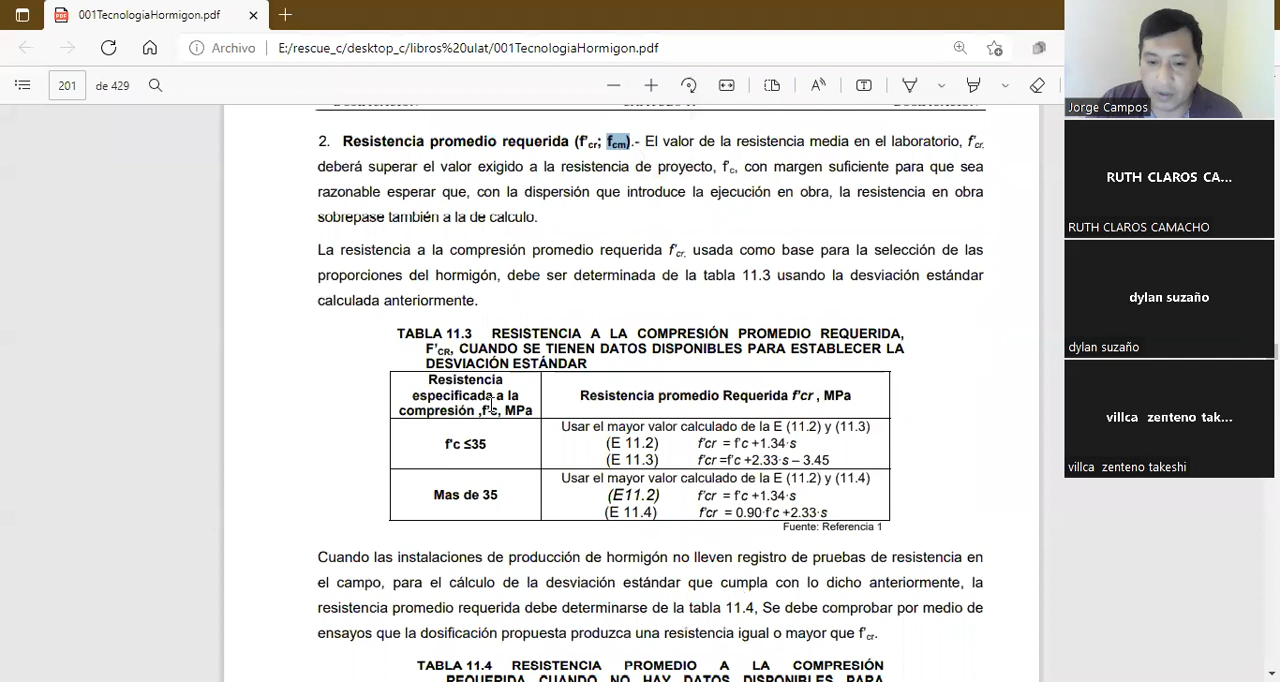 001TecnologiaHormigon.pdf
Archivo | E:/rescue_c/desktop_c/libros%20ulat/001TecnologiaHormigon.pdf
201 de 429
2. Resistencia promedio requerida (f'cr; fcm).- El valor de la resistencia media en el laboratorio, f'cr,
deberá superar el valor exigido a la resistencia de proyecto, f'c, con margen suficiente para que sea
razonable esperar que, con la dispersión que introduce la ejecución en obra, la resistencia en obra
sobrepase también a la de calculo.
La resistencia a la compresión promedio requerida f'cr, usada como base para la selección de las
proporciones del hormigón, debe ser determinada de la tabla 11.3 usando la desviación estándar
calculada anteriormente.
TABLA 11.3 RESISTENCIA A LA COMPRESIÓN PROMEDIO REQUERIDA,
F'CR, CUANDO SE TIENEN DATOS DISPONIBLES PARA ESTABLECER LA
DESVIACIÓN ESTÁNDAR
Resistencia
especificada a la
compresión ,f'c, MPa
Resistencia promedio Requerida f'cr , MPa
f'c ≤35
Usar el mayor valor calculado de la E (11.2) y (11.3)
(E 11.2) f'cr = f'c +1.34·s
(E 11.3) f'cr =f'c +2.33·s – 3.45
Mas de 35
Usar el mayor valor calculado de la E (11.2) y (11.4)
(E11.2) f'cr = f'c +1.34·s
(E 11.4) f'cr = 0.90·f'c +2.33·s
Fuente: Referencia 1
Cuando las instalaciones de producción de hormigón no lleven registro de pruebas de resistencia en
el campo, para el cálculo de la desviación estándar que cumpla con lo dicho anteriormente, la
resistencia promedio requerida debe determinarse de la tabla 11.4, Se debe comprobar por medio de
ensayos que la dosificación propuesta produzca una resistencia igual o mayor que f'cr.
TABLA 11.4 RESISTENCIA PROMEDIO A LA COMPRESIÓN
REQUERIDA CUANDO NO HAY DATOS DISPONIBLES PARA
Jorge Campos
RUTH CLAROS CA...
RUTH CLAROS CAMACHO
dylan suzaño
dylan suzaño
villca zenteno tak...
villca zenteno takeshi